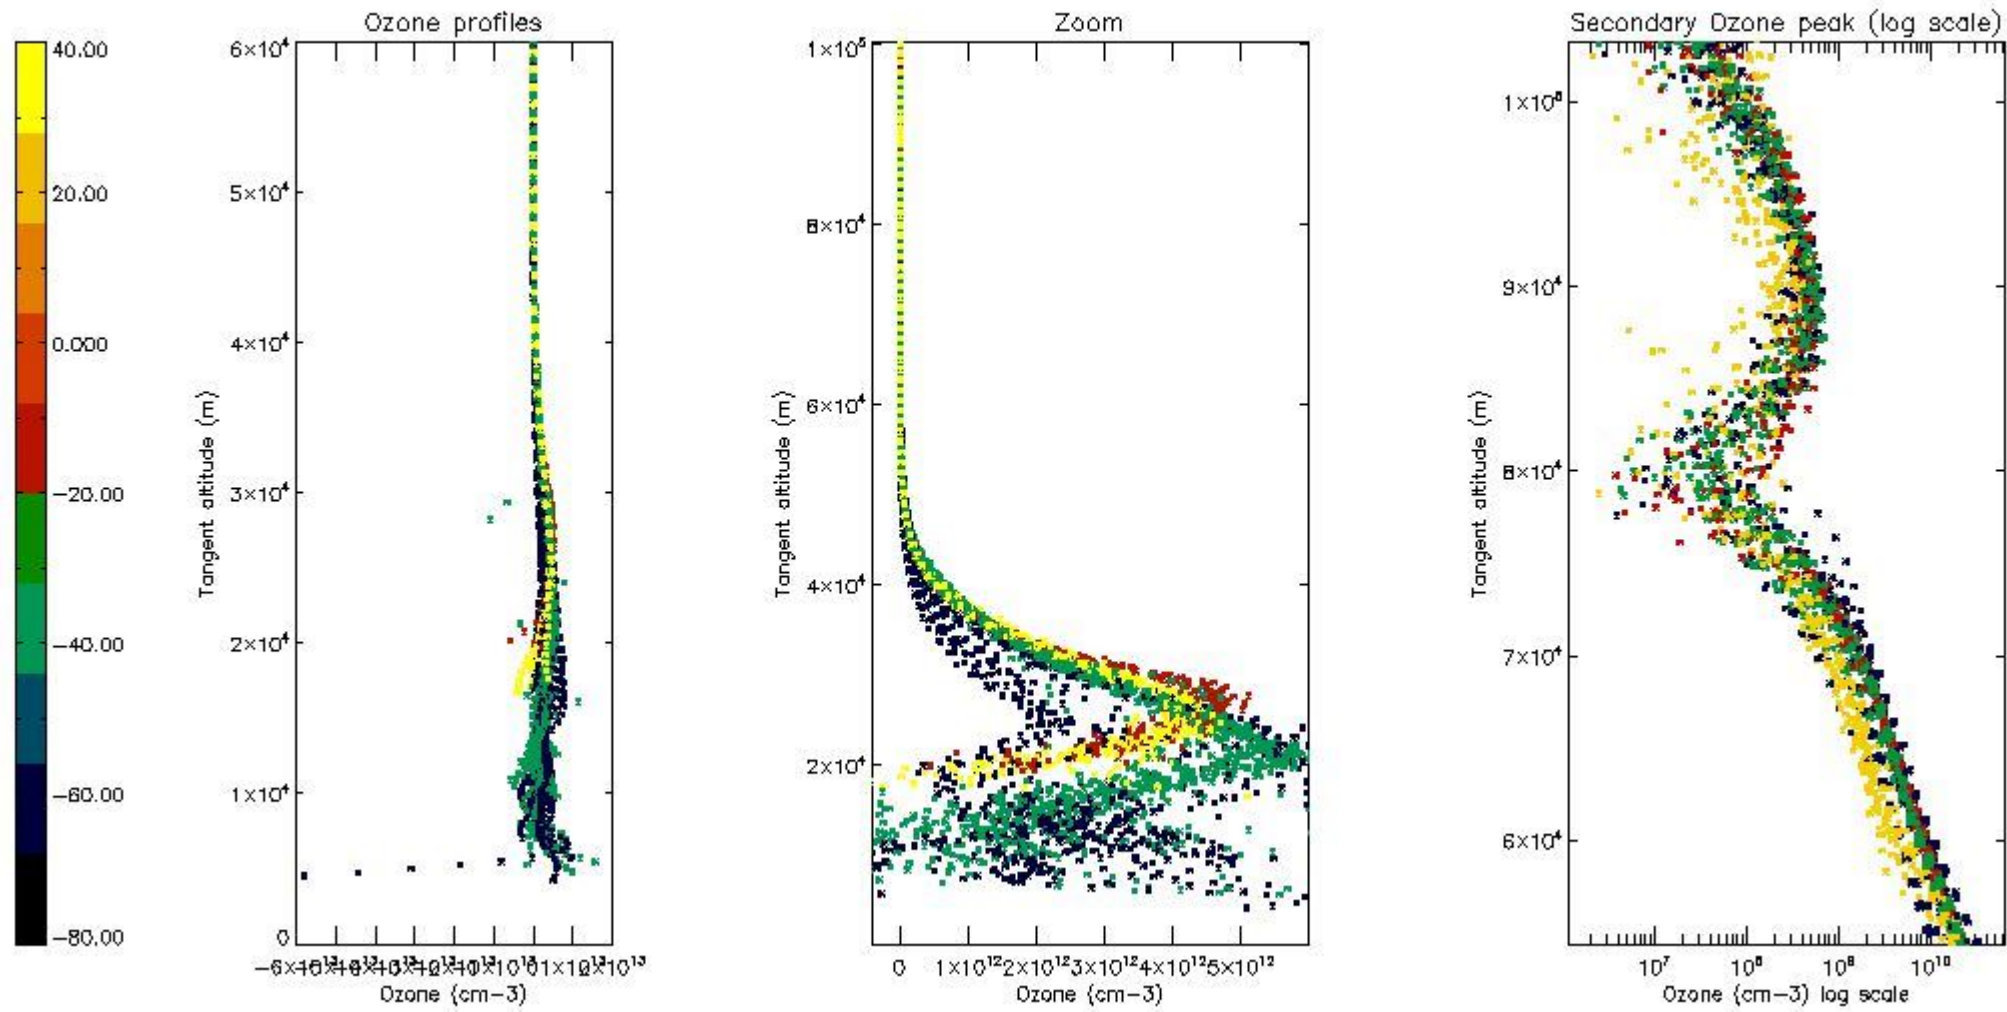 Ozone profiles
Zoom
Secondary Ozone peak (log scale)
40.00
20.00
0.000
−20.00
−40.00
−60.00
−80.00
6×10⁴
5×10⁴
4×10⁴
3×10⁴
2×10⁴
1×10⁴
0
Tangent altitude (m)
Ozone (cm−3)
1×10⁵
8×10⁴
6×10⁴
4×10⁴
2×10⁴
Tangent altitude (m)
0 1×10¹² 2×10¹² 3×10¹² 4×10¹² 5×10¹²
Ozone (cm−3)
1×10⁵
9×10⁴
8×10⁴
7×10⁴
6×10⁴
Tangent altitude (m)
10⁷ 10⁸ 10⁹ 10¹⁰
Ozone (cm−3) log scale